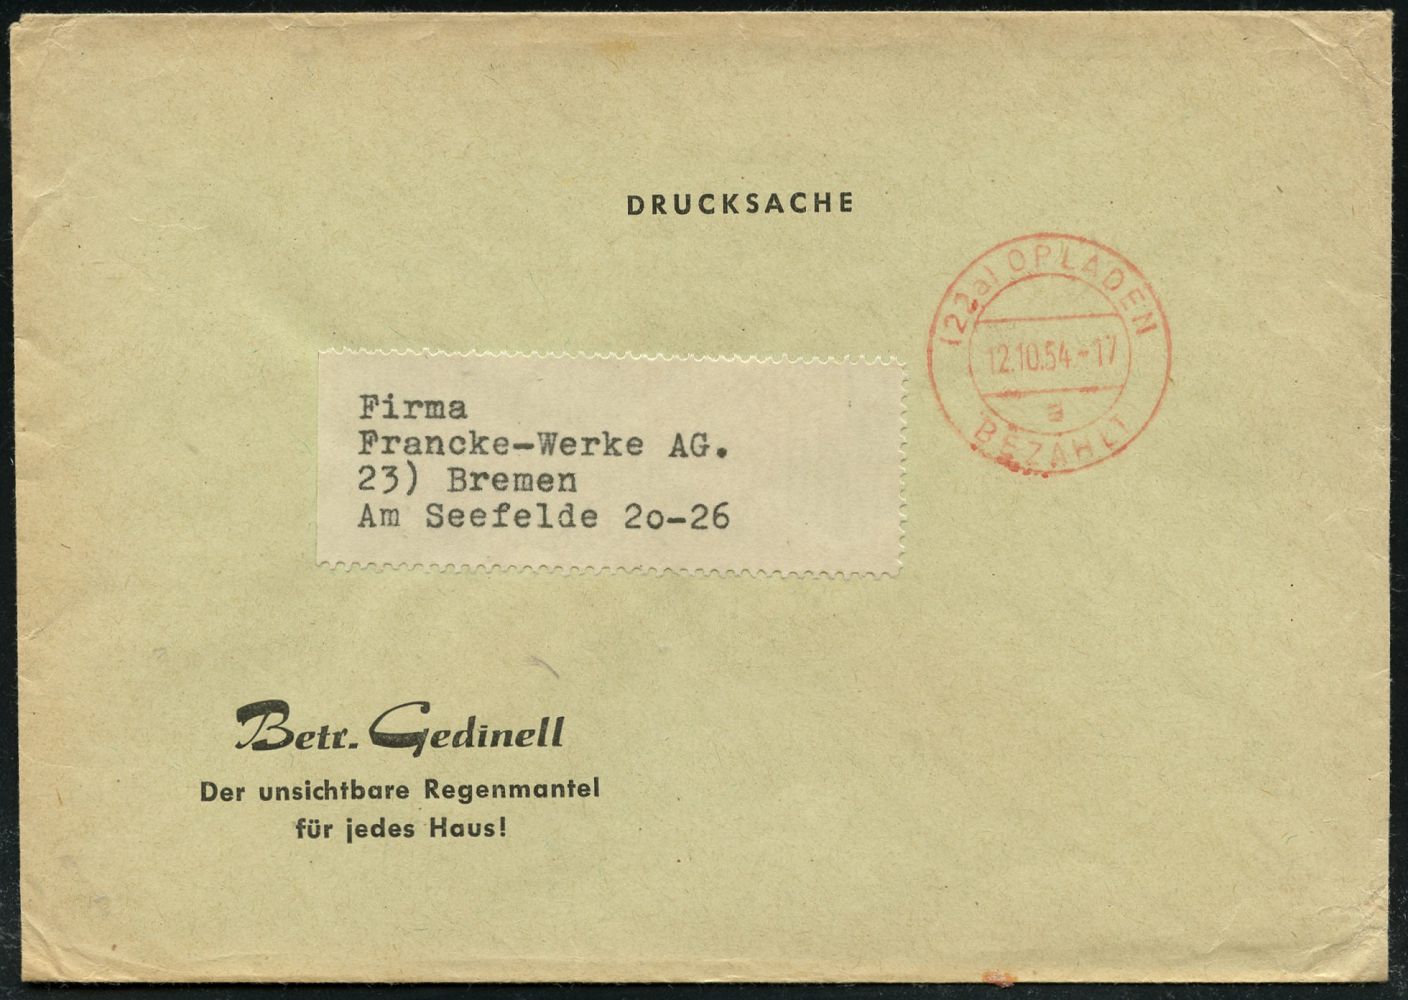 DRUCKSACHE
(22a) OPLADEN
12.10.54-17
a
BEZAHLT
Firma
Francke-Werke AG.
23) Bremen
Am Seefelde 2o-26
Betr. Gedinell
Der unsichtbare Regenmantel
für jedes Haus!